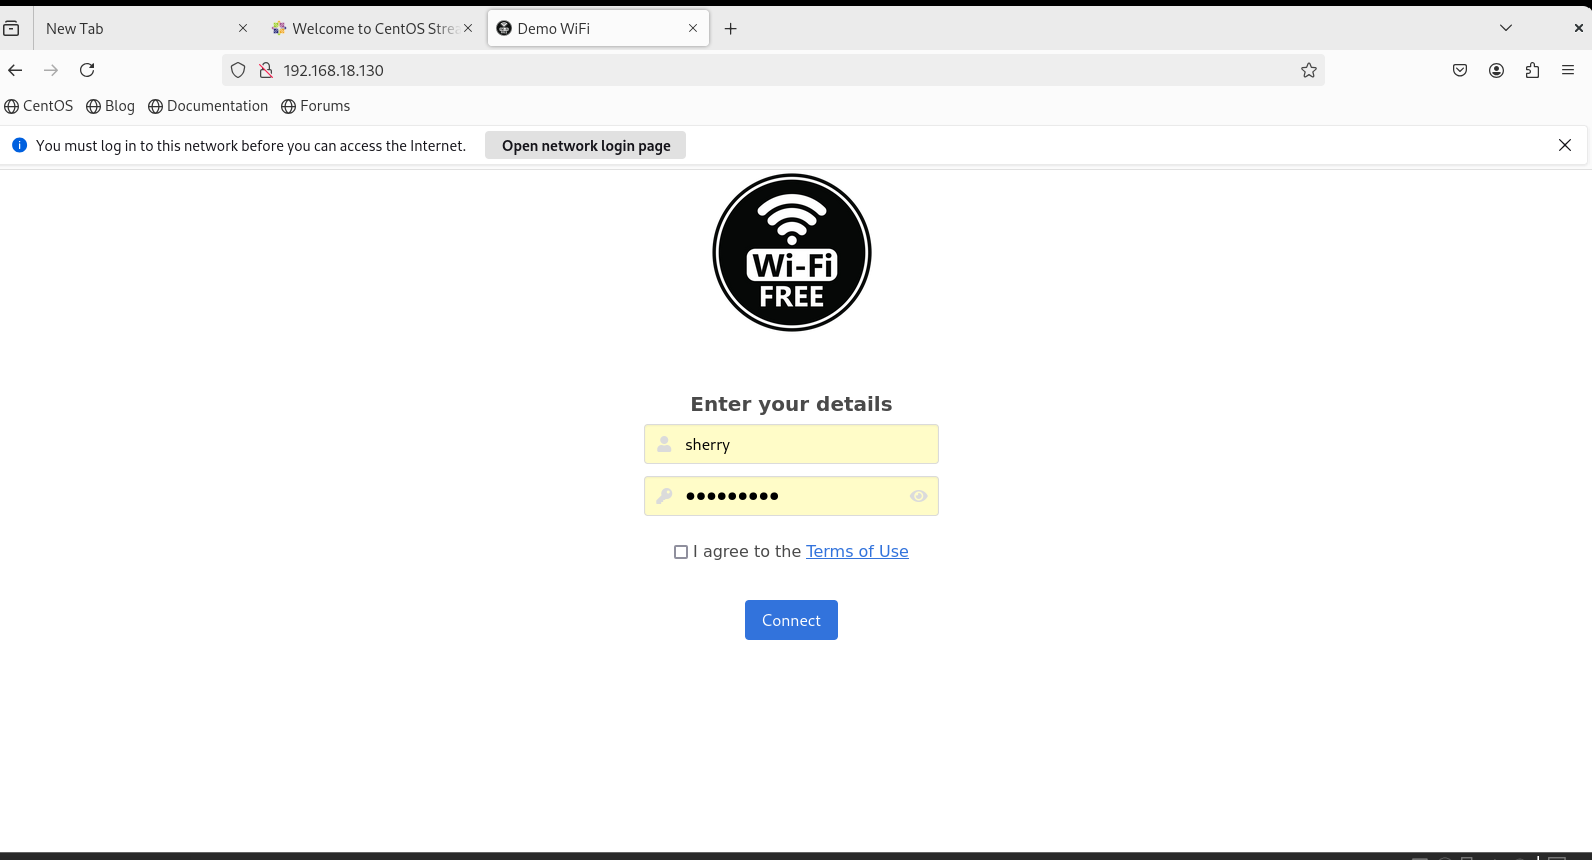 New Tab
Welcome to CentOS Strea
Demo WiFi
192.168.18.130
CentOS
Blog
Documentation
Forums
You must log in to this network before you can access the Internet.
Open network login page
Wi-Fi
FREE
Enter your details
sherry
●●●●●●●●●
I agree to the Terms of Use
Connect